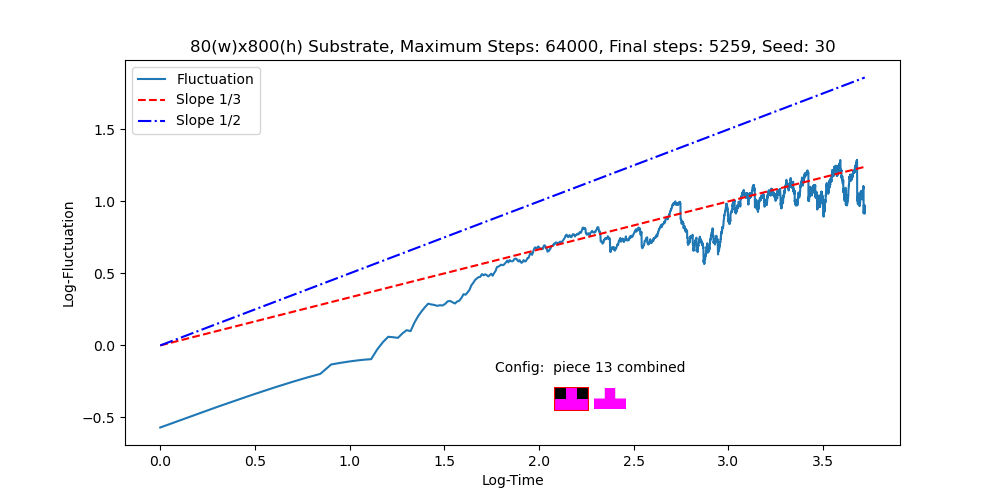 80(w)x800(h) Substrate, Maximum Steps: 64000, Final steps: 5259, Seed: 30
Fluctuation
Slope 1/3
Slope 1/2
1.5
1.0
0.5
0.0
−0.5
Log-Fluctuation
Config:  piece 13 combined
0.0 0.5 1.0 1.5 2.0 2.5 3.0 3.5
Log-Time